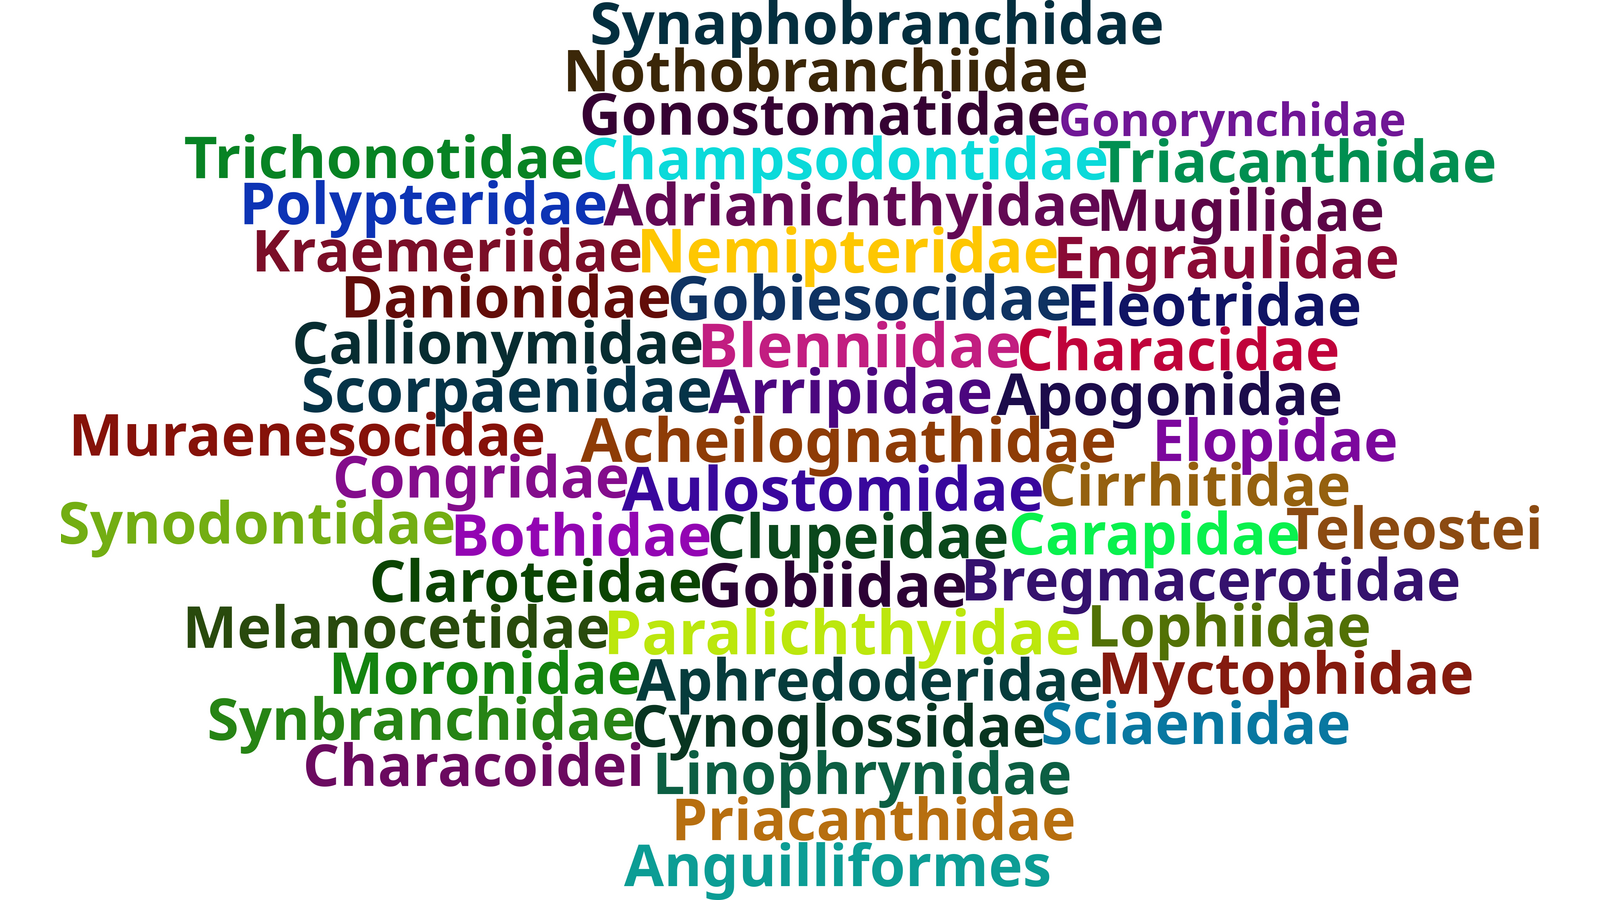 Synaphobranchidae
Nothobranchiidae
Gonostomatidae Gonorynchidae
Trichonotidae Champsodontidae Triacanthidae
Polypteridae Adrianichthyidae Mugilidae
Kraemeriidae Nemipteridae Engraulidae
Danionidae Gobiesocidae Eleotridae
Callionymidae Blenniidae Characidae
Scorpaenidae Arripidae Apogonidae
Muraenesocidae Acheilognathidae Elopidae
Congridae Aulostomidae Cirrhitidae
Synodontidae Bothidae Clupeidae Carapidae Teleostei
Claroteidae Gobiidae Bregmacerotidae
Melanocetidae Paralichthyidae Lophiidae
Moronidae Aphredoderidae Myctophidae
Synbranchidae Cynoglossidae Sciaenidae
Characoidei Linophrynidae
Priacanthidae
Anguilliformes